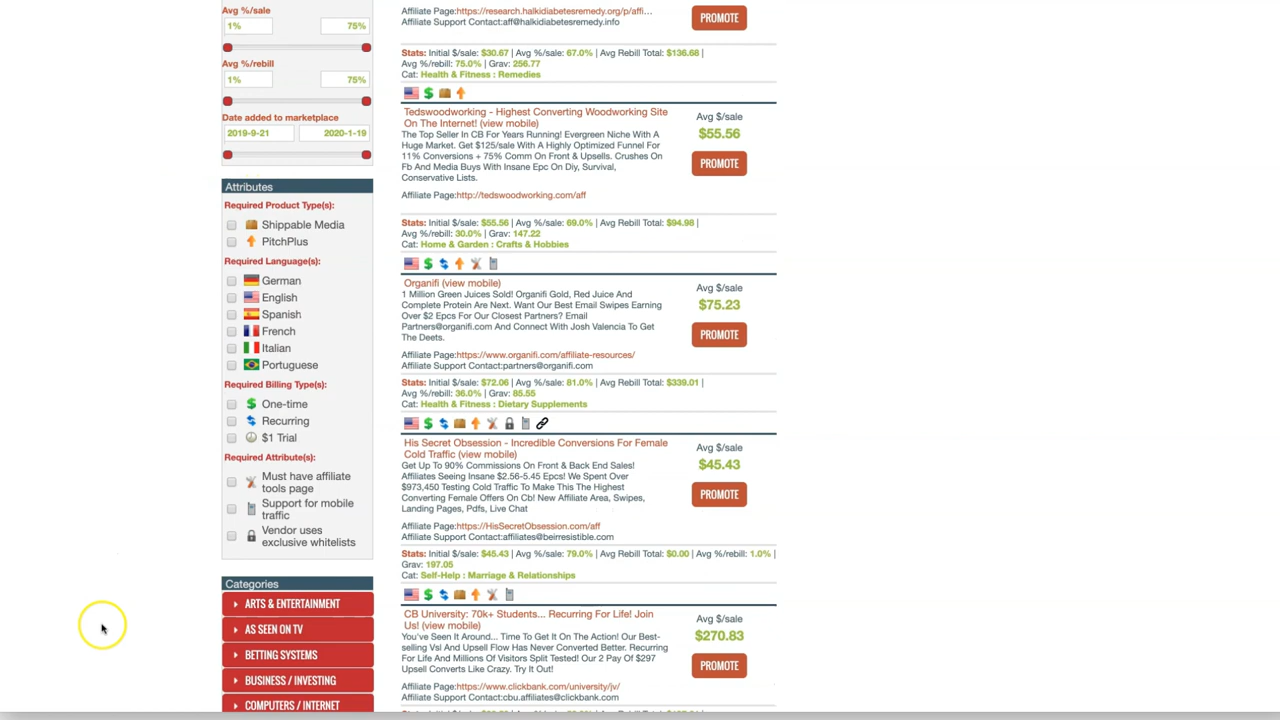 Avg %/sale
1% 75%
Avg %/rebill
1% 75%
Date added to marketplace
2019-9-21 2020-1-19
Attributes
Required Product Type(s):
Shippable Media
PitchPlus
Required Language(s):
German
English
Spanish
French
Italian
Portuguese
Required Billing Type(s):
One-time
Recurring
$1 Trial
Required Attribute(s):
Must have affiliate
tools page
Support for mobile
traffic
Vendor uses
exclusive whitelists
Categories
ARTS & ENTERTAINMENT
AS SEEN ON TV
BETTING SYSTEMS
BUSINESS / INVESTING
COMPUTERS / INTERNET
Affiliate Page:https://research.halkidiabetesremedy.org/p/affi...
Affiliate Support Contact:aff@halkidiabetesremedy.info
PROMOTE
Stats: Initial $/sale: $30.67 | Avg %/sale: 67.0% | Avg Rebill Total: $136.68 |
Avg %/rebill: 75.0% | Grav: 256.77
Cat: Health & Fitness : Remedies
Tedswoodworking - Highest Converting Woodworking Site
On The Internet! (view mobile)
The Top Seller In CB For Years Running! Evergreen Niche With A
Huge Market. Get $125/sale With A Highly Optimized Funnel For
11% Conversions + 75% Comm On Front & Upsells. Crushes On
Fb And Media Buys With Insane Epc On Diy, Survival,
Conservative Lists.
Affiliate Page:http://tedswoodworking.com/aff
Avg $/sale
$55.56
PROMOTE
Stats: Initial $/sale: $55.56 | Avg %/sale: 69.0% | Avg Rebill Total: $94.98 |
Avg %/rebill: 30.0% | Grav: 147.22
Cat: Home & Garden : Crafts & Hobbies
Organifi (view mobile)
1 Million Green Juices Sold! Organifi Gold, Red Juice And
Complete Protein Are Next. Want Our Best Email Swipes Earning
Over $2 Epcs For Our Closest Partners? Email
Partners@organifi.com And Connect With Josh Valencia To Get
The Deets.
Affiliate Page:https://www.organifi.com/affiliate-resources/
Affiliate Support Contact:partners@organifi.com
Avg $/sale
$75.23
PROMOTE
Stats: Initial $/sale: $72.06 | Avg %/sale: 81.0% | Avg Rebill Total: $339.01 |
Avg %/rebill: 36.0% | Grav: 85.55
Cat: Health & Fitness : Dietary Supplements
His Secret Obsession - Incredible Conversions For Female
Cold Traffic (view mobile)
Get Up To 90% Commissions On Front & Back End Sales!
Affiliates Seeing Insane $2.56-5.45 Epcs! We Spent Over
$973,450 Testing Cold Traffic To Make This The Highest
Converting Female Offers On Cb! New Affiliate Area, Swipes,
Landing Pages, Pdfs, Live Chat
Affiliate Page:https://HisSecretObsession.com/aff
Affiliate Support Contact:affiliates@beirresistible.com
Avg $/sale
$45.43
PROMOTE
Stats: Initial $/sale: $45.43 | Avg %/sale: 79.0% | Avg Rebill Total: $0.00 | Avg %/rebill: 1.0% |
Grav: 197.05
Cat: Self-Help : Marriage & Relationships
CB University: 70k+ Students... Recurring For Life! Join
Us! (view mobile)
You've Seen It Around... Time To Get It On The Action! Our Best-
selling Vsl And Upsell Flow Has Never Converted Better. Recurring
For Life And Millions Of Visitors Split Tested! Our 2 Pay Of $297
Upsell Converts Like Crazy. Try It Out!
Affiliate Page:https://www.clickbank.com/university/jv/
Affiliate Support Contact:cbu.affiliates@clickbank.com
Avg $/sale
$270.83
PROMOTE